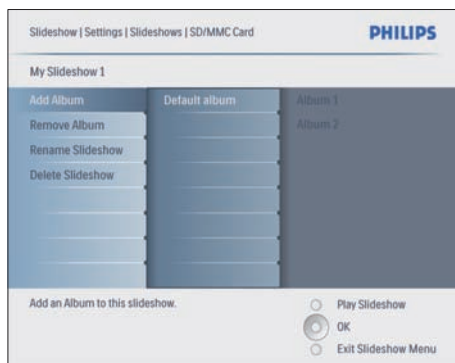 Slideshow | Settings | Slideshows | SD/MMC Card
PHILIPS
My Slideshow 1
Add Album
Default album
Album 1
Remove Album
Album 2
Rename Slideshow
Delete Slideshow
Add an Album to this slideshow.
Play Slideshow
OK
Exit Slideshow Menu